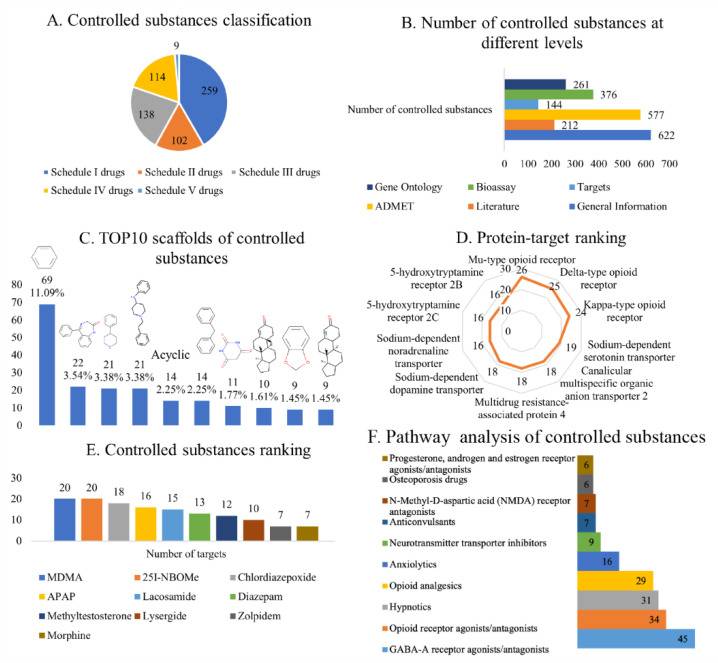 A. Controlled substances classification
9
114
259
138
102
Schedule I drugs
Schedule II drugs
Schedule III drugs
Schedule IV drugs
Schedule V drugs
B. Number of controlled substances at
different levels
Number of controlled substances
261
376
144
577
212
622
0 100 200 300 400 500 600 700
Gene Ontology
Bioassay
Targets
ADMET
Literature
General Information
C. TOP10 scaffolds of controlled
substances
80
70
60
50
40
30
20
10
0
69
11.09%
22
3.54%
21
3.38%
21
3.38%
Acyclic
14
2.25%
14
2.25%
11
1.77%
10
1.61%
9
1.45%
9
1.45%
D. Protein-target ranking
Mu-type opioid receptor
Delta-type opioid
receptor
Kappa-type opioid
receptor
Sodium-dependent
serotonin transporter
Canalicular
multispecific organic
anion transporter 2
Multidrug resistance-
associated protein 4
Sodium-dependent
dopamine transporter
Sodium-dependent
noradrenaline
transporter
5-hydroxytryptamine
receptor 2C
5-hydroxytryptamine
receptor 2B
30
20
10
0
26
25
24
19
18
18
18
16
16
16
E. Controlled substances ranking
30
20
10
0
20
20
18
16
15
13
12
10
7
7
Number of targets
MDMA
25I-NBOMe
Chlordiazepoxide
APAP
Lacosamide
Diazepam
Methyltestosterone
Lysergide
Zolpidem
Morphine
F. Pathway analysis of controlled substances
Progesterone, androgen and estrogen receptor
agonists/antagonists
Osteoporosis drugs
N-Methyl-D-aspartic acid (NMDA) receptor
antagonists
Anticonvulsants
Neurotransmitter transporter inhibitors
Anxiolytics
Opioid analgesics
Hypnotics
Opioid receptor agonists/antagonists
GABA-A receptor agonists/antagonists
6
6
7
7
9
16
29
31
34
45